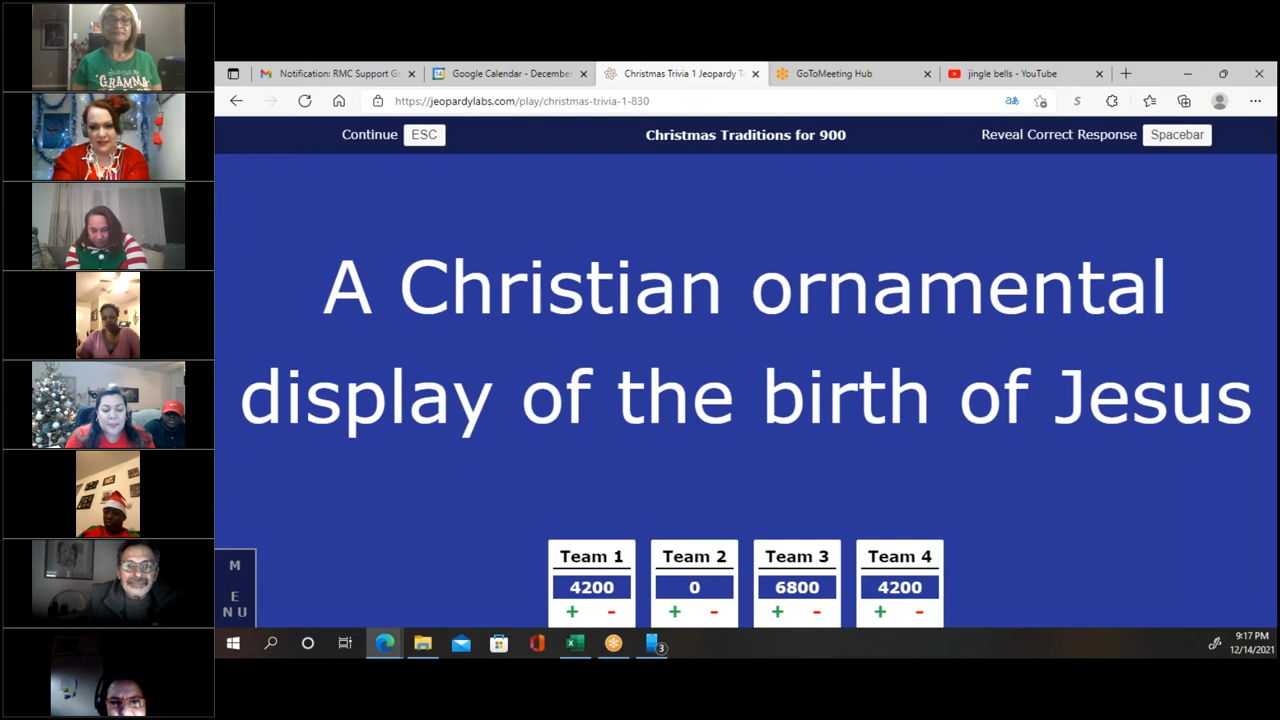 GRAMMA
Notification: RMC Support Gr
Google Calendar - December
Christmas Trivia 1 Jeopardy T
GoToMeeting Hub
jingle bells - YouTube
https://jeopardylabs.com/play/christmas-trivia-1-830
Continue ESC
Christmas Traditions for 900
Reveal Correct Response Spacebar
A Christian ornamental
display of the birth of Jesus
M
E
NU
Team 1 Team 2 Team 3 Team 4
4200 0 6800 4200
+ - + - + - + -
3
9:17 PM
12/14/2021